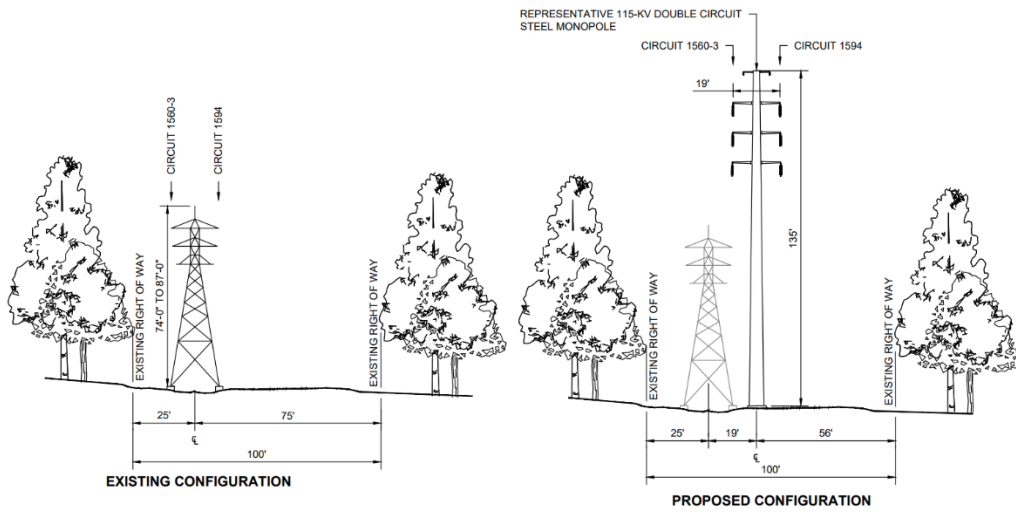 REPRESENTATIVE 115-KV DOUBLE CIRCUIT
STEEL MONOPOLE
CIRCUIT 1560-3
CIRCUIT 1594
19'
CIRCUIT 1560-3
CIRCUIT 1594
74'-0" TO 87'-0"
EXISTING RIGHT OF WAY
EXISTING RIGHT OF WAY
25'
75'
℄
100'
EXISTING CONFIGURATION
135'
EXISTING RIGHT OF WAY
EXISTING RIGHT OF WAY
25'
19'
56'
℄
100'
PROPOSED CONFIGURATION